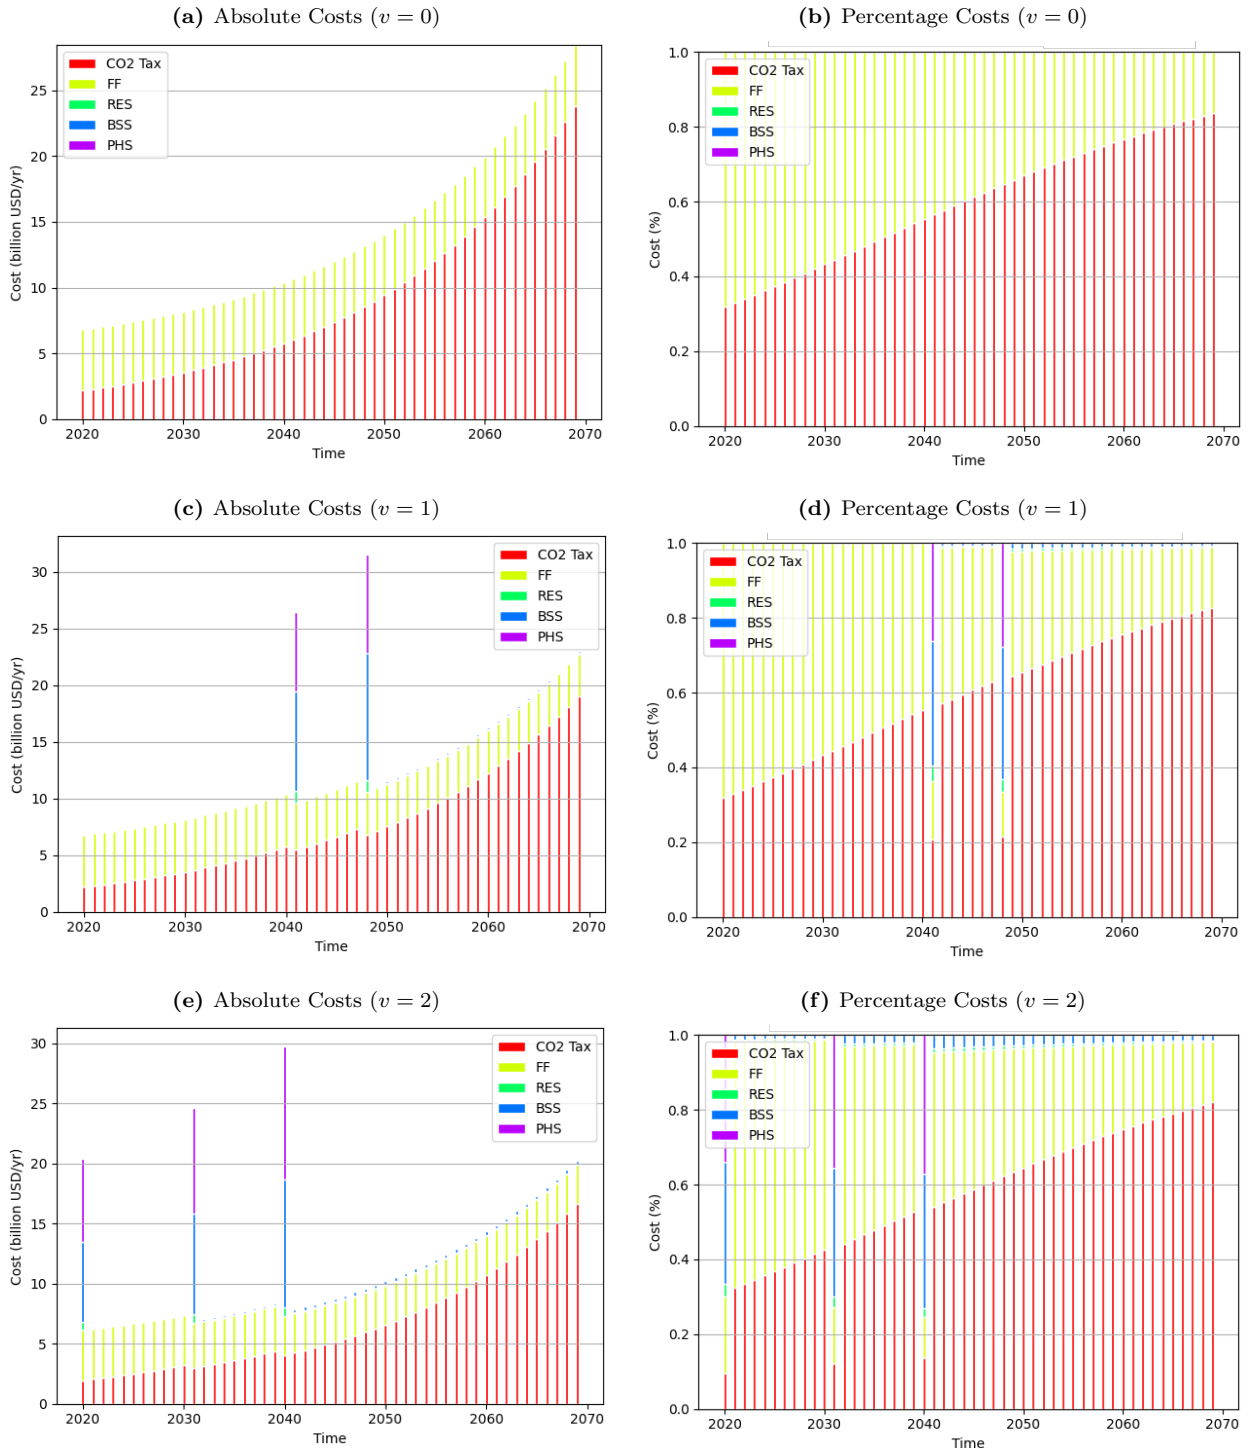 (a) Absolute Costs (v = 0)
CO2 Tax
FF
RES
BSS
PHS
Cost (billion USD/yr)
25
20
15
10
5
0
2020 2030 2040 2050 2060 2070
Time
(b) Percentage Costs (v = 0)
CO2 Tax
FF
RES
BSS
PHS
Cost (%)
1.0
0.8
0.6
0.4
0.2
0.0
2020 2030 2040 2050 2060 2070
Time
(c) Absolute Costs (v = 1)
CO2 Tax
FF
RES
BSS
PHS
Cost (billion USD/yr)
30
25
20
15
10
5
0
2020 2030 2040 2050 2060 2070
Time
(d) Percentage Costs (v = 1)
CO2 Tax
FF
RES
BSS
PHS
Cost (%)
1.0
0.8
0.6
0.4
0.2
0.0
2020 2030 2040 2050 2060 2070
Time
(e) Absolute Costs (v = 2)
CO2 Tax
FF
RES
BSS
PHS
Cost (billion USD/yr)
30
25
20
15
10
5
0
2020 2030 2040 2050 2060 2070
Time
(f) Percentage Costs (v = 2)
CO2 Tax
FF
RES
BSS
PHS
Cost (%)
1.0
0.8
0.6
0.4
0.2
0.0
2020 2030 2040 2050 2060 2070
Time